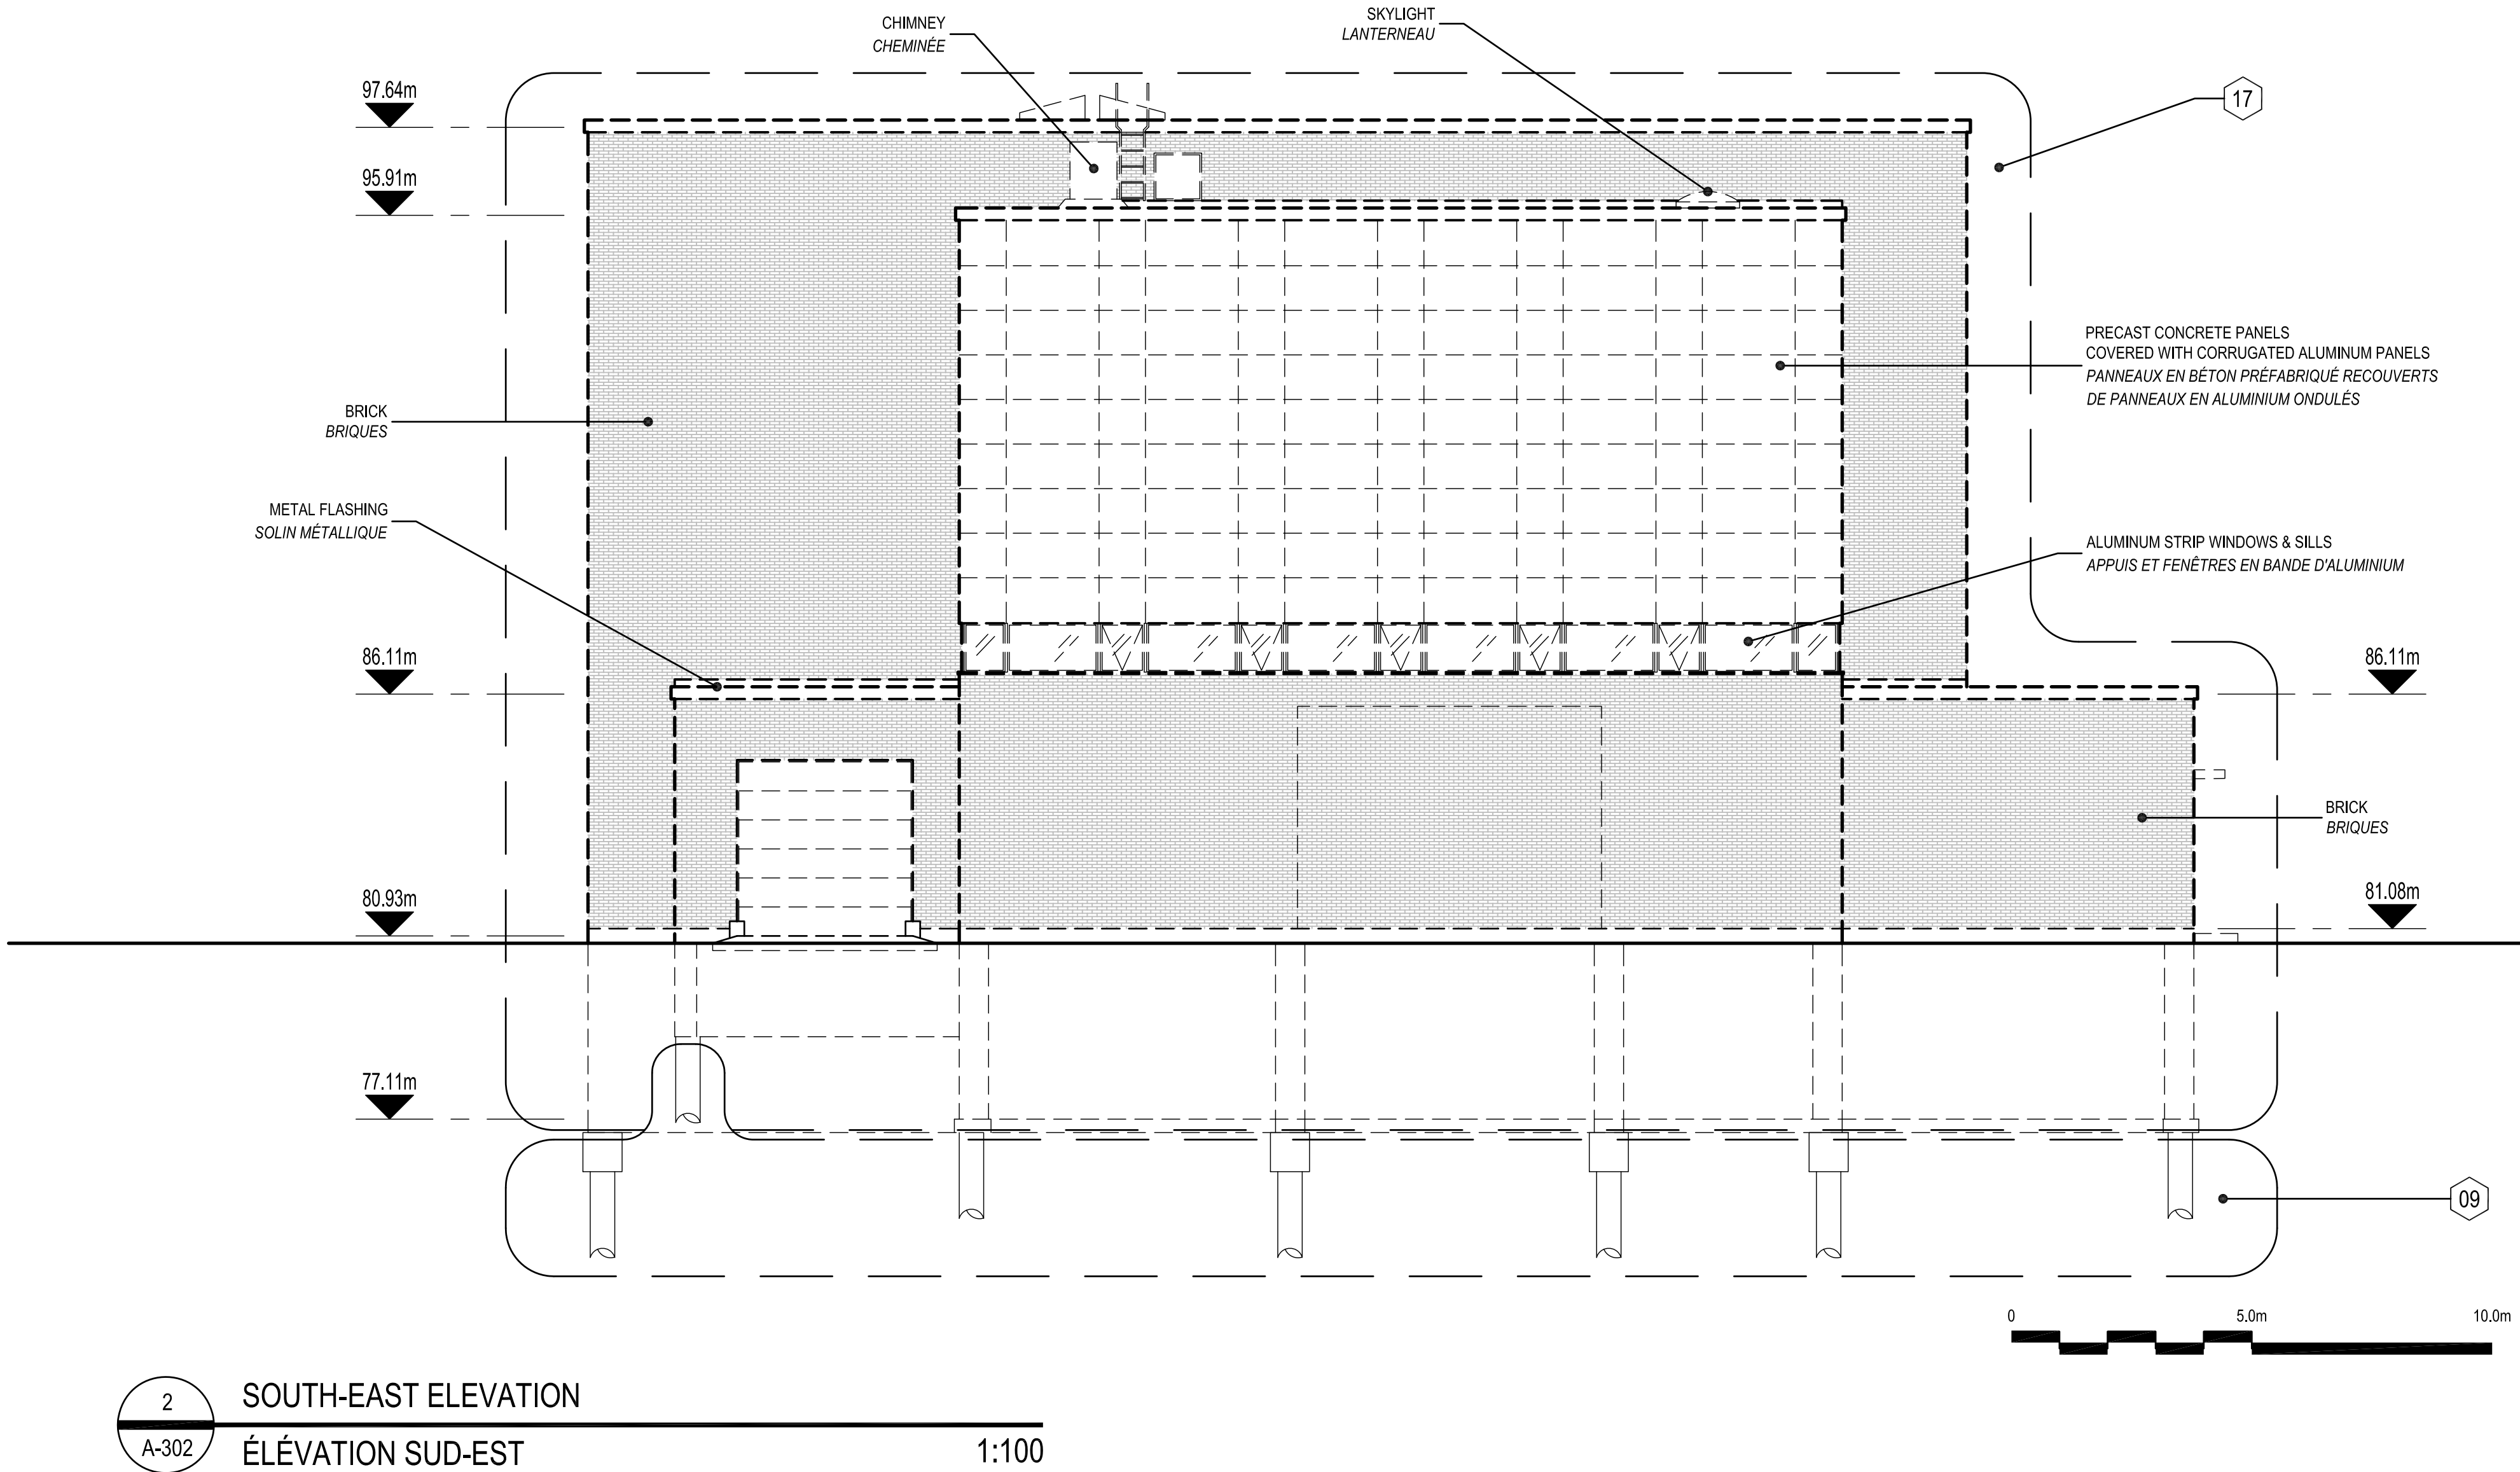 CHIMNEY
CHEMINÉE
SKYLIGHT
LANTERNEAU
97.64m
17
95.91m
PRECAST CONCRETE PANELS
COVERED WITH CORRUGATED ALUMINUM PANELS
PANNEAUX EN BÉTON PRÉFABRIQUÉ RECOUVERTS
DE PANNEAUX EN ALUMINIUM ONDULÉS
BRICK
BRIQUES
METAL FLASHING
SOLIN MÉTALLIQUE
ALUMINUM STRIP WINDOWS & SILLS
APPUIS ET FENÊTRES EN BANDE D'ALUMINIUM
86.11m
86.11m
BRICK
BRIQUES
80.93m
81.08m
77.11m
09
0
5.0m
10.0m
2
A-302
SOUTH-EAST ELEVATION
ÉLÉVATION SUD-EST
1:100